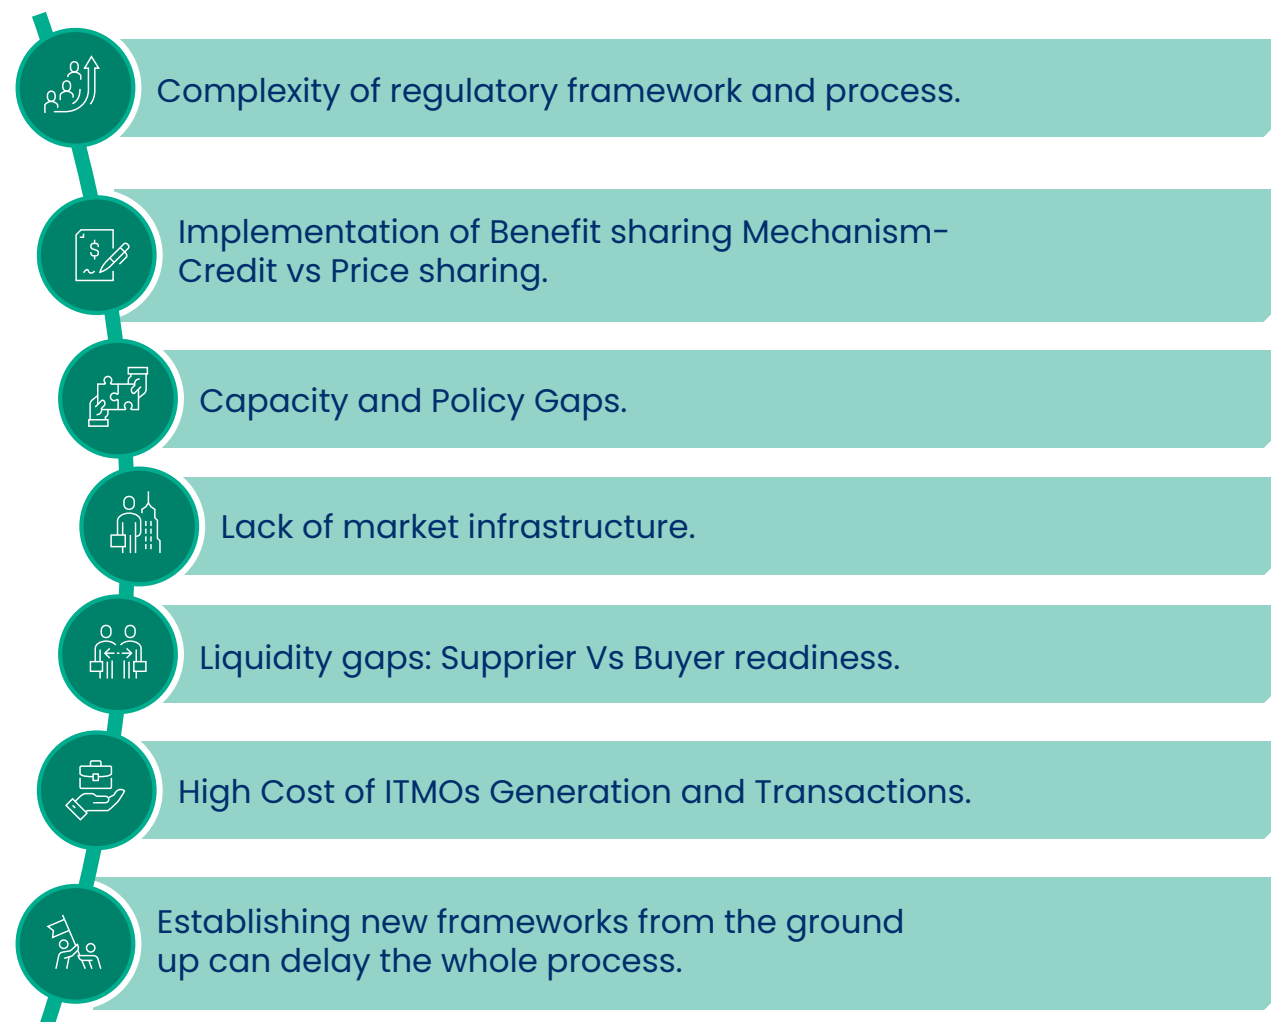 Complexity of regulatory framework and process.
Implementation of Benefit sharing Mechanism-
Credit vs Price sharing.
Capacity and Policy Gaps.
Lack of market infrastructure.
Liquidity gaps: Supprier Vs Buyer readiness.
High Cost of ITMOs Generation and Transactions.
Establishing new frameworks from the ground
up can delay the whole process.